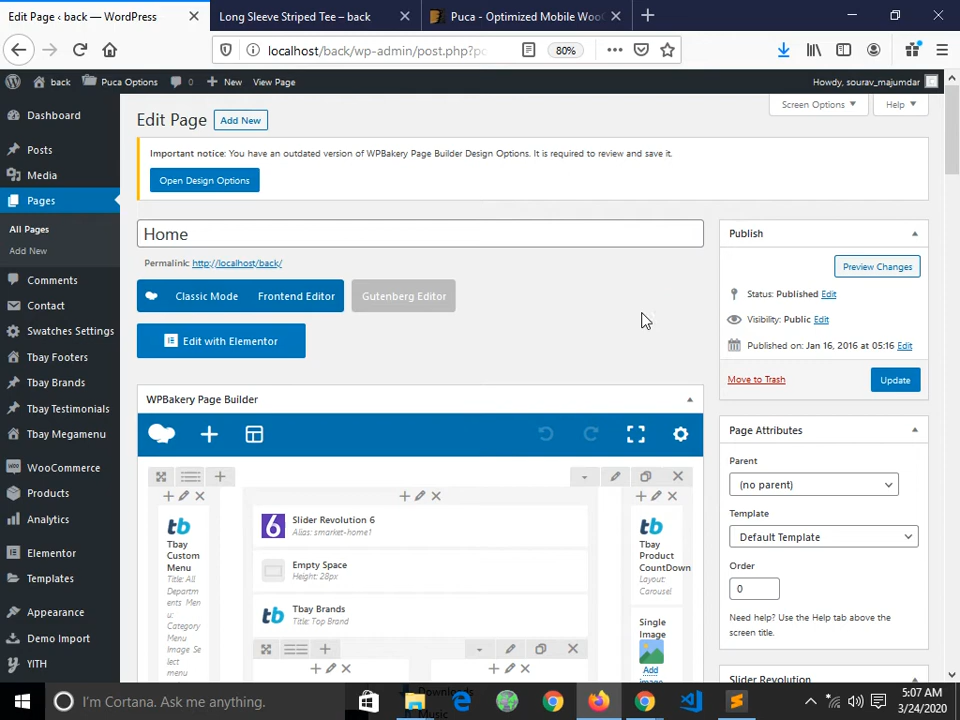 Edit Page ‹ back — WordPress
Long Sleeve Striped Tee – back
Puca - Optimized Mobile Woo
localhost/back/wp-admin/post.php?p
80%
back
Puca Options
0
New
View Page
Howdy, sourav_majumdar
Dashboard
Posts
Media
Pages
All Pages
Add New
Comments
Contact
Swatches Settings
Tbay Footers
Tbay Brands
Tbay Testimonials
Tbay Megamenu
WooCommerce
Products
Analytics
Elementor
Templates
Appearance
Demo Import
YITH
Screen Options
Help
Edit Page
Add New
Important notice: You have an outdated version of WPBakery Page Builder Design Options. It is required to review and save it.
Open Design Options
Home
Permalink: http://localhost/back/
Classic Mode
Frontend Editor
Gutenberg Editor
Edit with Elementor
WPBakery Page Builder
tb
Tbay
Custom
Menu
Title: All
Departm
ents Men
u:
Category
Menu
Image Se
lect
menu
6
Slider Revolution 6
Alias: smarket-home1
Empty Space
Height: 28px
tb
Tbay Brands
Title: Top Brand
tb
Tbay
Product
CountDown
Layout:
Carousel
Single
Image
Add
image
Publish
Preview Changes
Status: Published Edit
Visibility: Public Edit
Published on: Jan 16, 2016 at 05:16 Edit
Move to Trash
Update
Page Attributes
Parent
(no parent)
Template
Default Template
Order
0
Need help? Use the Help tab above the
screen title.
Slider Revolution
I'm Cortana. Ask me anything.
Downloads
Music
5:07 AM
3/24/2020